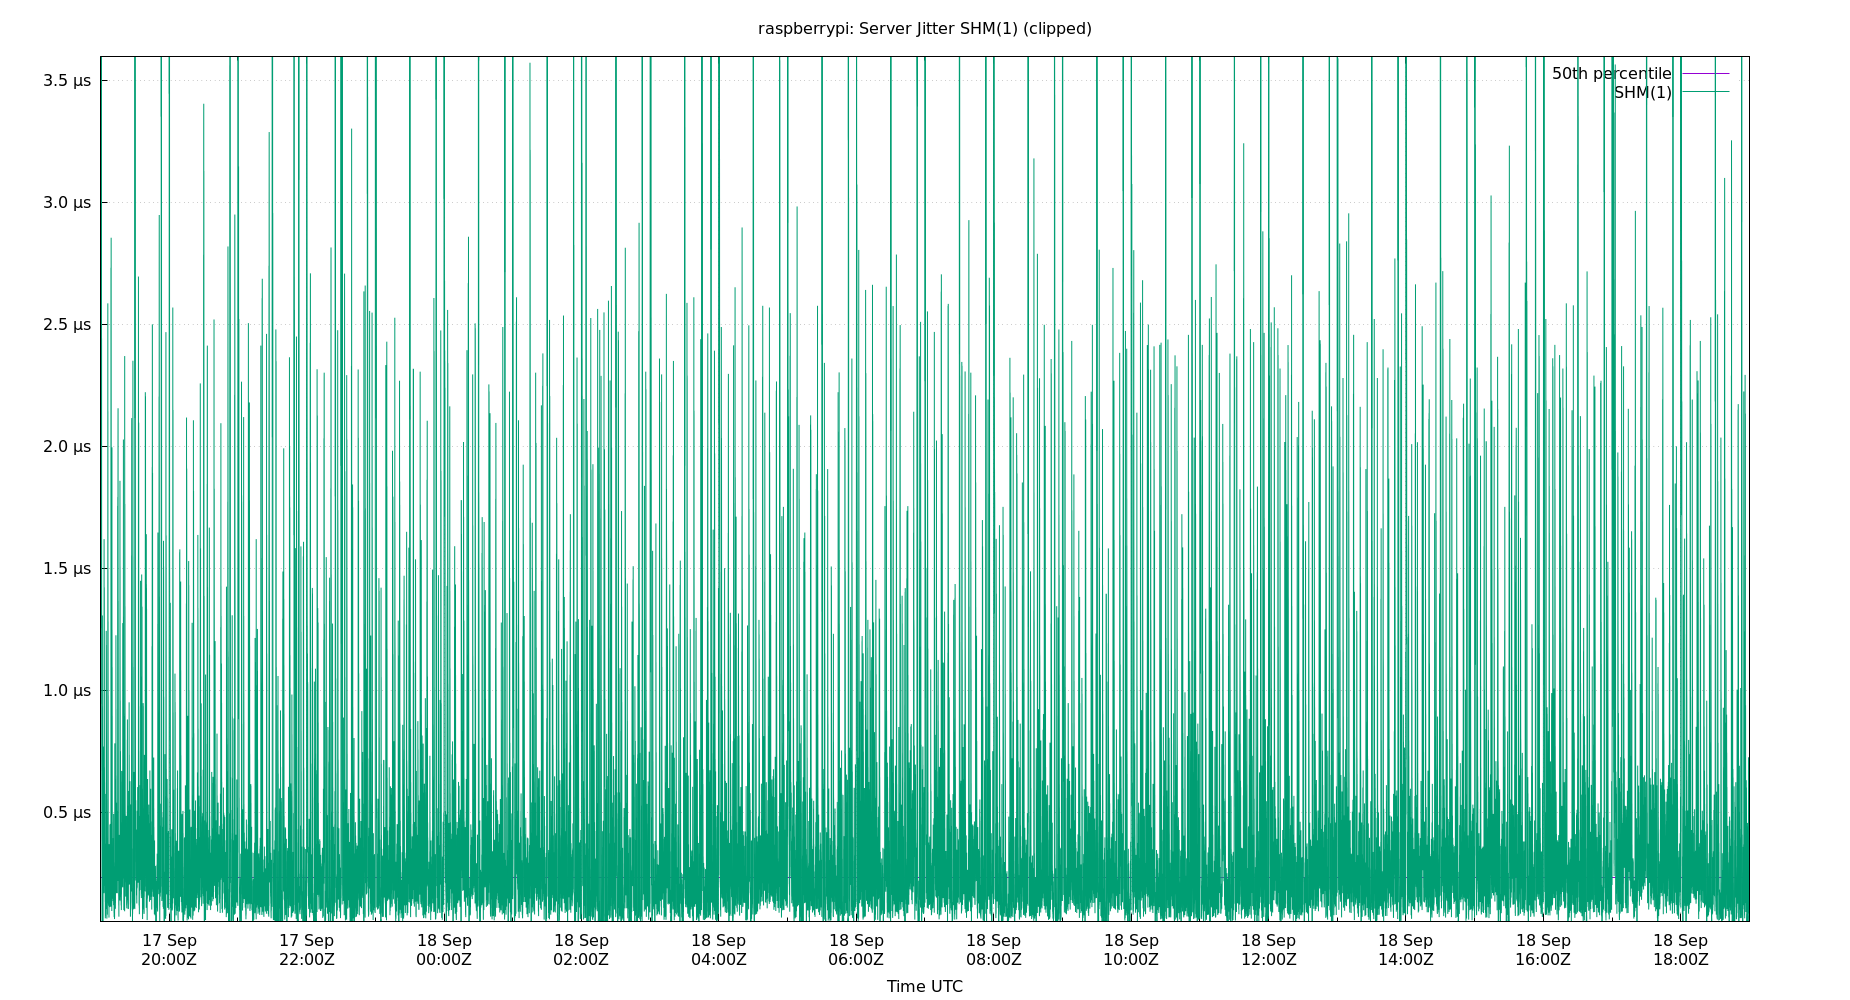 raspberrypi: Server Jitter SHM(1) (clipped)
50th percentile
SHM(1)
3.5 μs
3.0 μs
2.5 μs
2.0 μs
1.5 μs
1.0 μs
0.5 μs
17 Sep 17 Sep 18 Sep 18 Sep 18 Sep 18 Sep 18 Sep 18 Sep 18 Sep 18 Sep 18 Sep 18 Sep
20:00Z 22:00Z 00:00Z 02:00Z 04:00Z 06:00Z 08:00Z 10:00Z 12:00Z 14:00Z 16:00Z 18:00Z
Time UTC